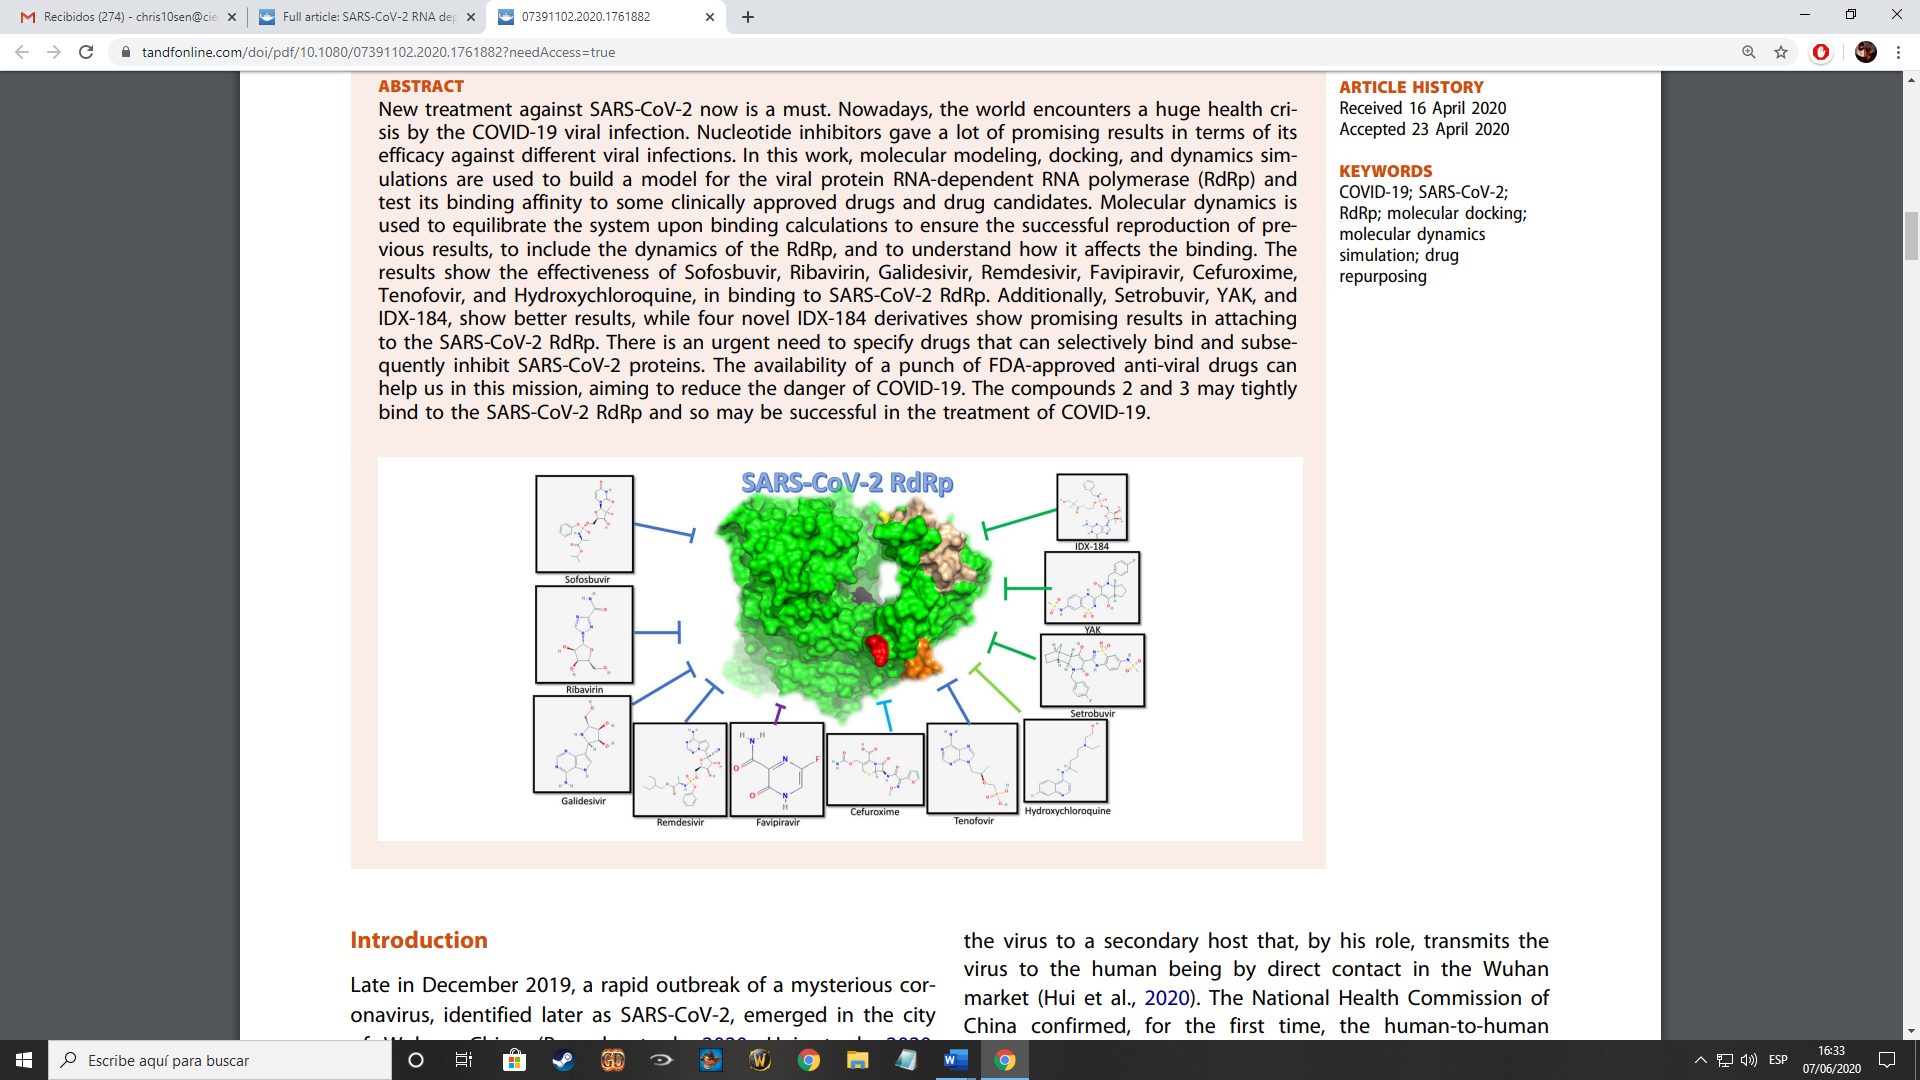 Recibidos (274) - chris10sen@cie
Full article: SARS-CoV-2 RNA dep
07391102.2020.1761882
tandfonline.com/doi/pdf/10.1080/07391102.2020.1761882?needAccess=true
ABSTRACT
New treatment against SARS-CoV-2 now is a must. Nowadays, the world encounters a huge health cri-
sis by the COVID-19 viral infection. Nucleotide inhibitors gave a lot of promising results in terms of its
efficacy against different viral infections. In this work, molecular modeling, docking, and dynamics sim-
ulations are used to build a model for the viral protein RNA-dependent RNA polymerase (RdRp) and
test its binding affinity to some clinically approved drugs and drug candidates. Molecular dynamics is
used to equilibrate the system upon binding calculations to ensure the successful reproduction of pre-
vious results, to include the dynamics of the RdRp, and to understand how it affects the binding. The
results show the effectiveness of Sofosbuvir, Ribavirin, Galidesivir, Remdesivir, Favipiravir, Cefuroxime,
Tenofovir, and Hydroxychloroquine, in binding to SARS-CoV-2 RdRp. Additionally, Setrobuvir, YAK, and
IDX-184, show better results, while four novel IDX-184 derivatives show promising results in attaching
to the SARS-CoV-2 RdRp. There is an urgent need to specify drugs that can selectively bind and subse-
quently inhibit SARS-CoV-2 proteins. The availability of a punch of FDA-approved anti-viral drugs can
help us in this mission, aiming to reduce the danger of COVID-19. The compounds 2 and 3 may tightly
bind to the SARS-CoV-2 RdRp and so may be successful in the treatment of COVID-19.
ARTICLE HISTORY
Received 16 April 2020
Accepted 23 April 2020
KEYWORDS
COVID-19; SARS-CoV-2;
RdRp; molecular docking;
molecular dynamics
simulation; drug
repurposing
SARS-CoV-2 RdRp
Sofosbuvir
Ribavirin
Galidesivir
Remdesivir
Favipiravir
Cefuroxime
Tenofovir
Hydroxychloroquine
Setrobuvir
YAK
IDX-184
Introduction
Late in December 2019, a rapid outbreak of a mysterious cor-
onavirus, identified later as SARS-CoV-2, emerged in the city
the virus to a secondary host that, by his role, transmits the
virus to the human being by direct contact in the Wuhan
market (Hui et al., 2020). The National Health Commission of
China confirmed, for the first time, the human-to-human
Escribe aquí para buscar
ESP
16:33
07/06/2020